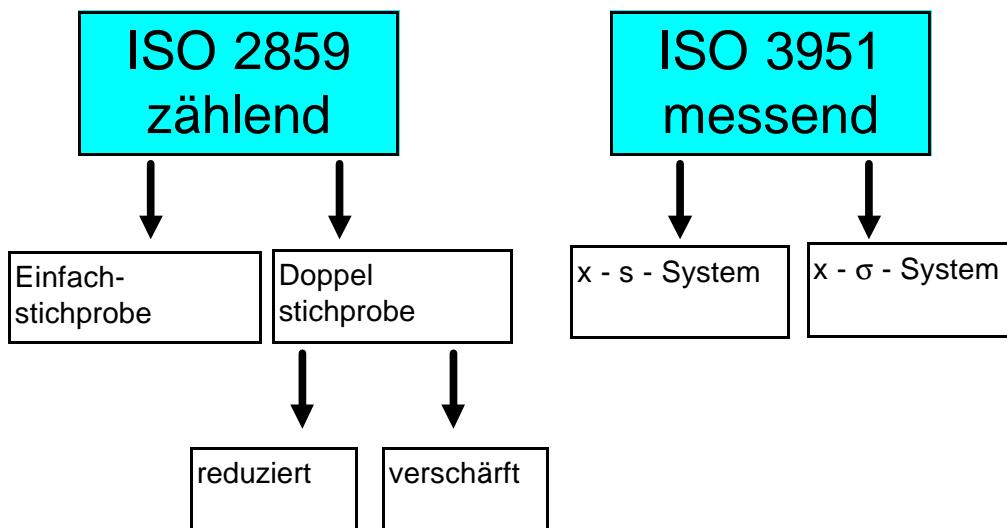 ISO 2859
zählend
ISO 3951
messend
Einfach-
stichprobe
Doppel
stichprobe
x - s - System
x - σ - System
reduziert
verschärft